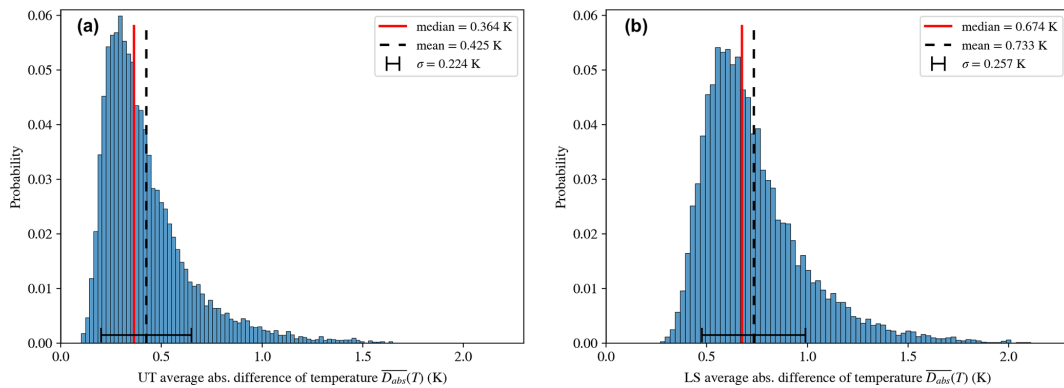 (a)
median = 0.364 K
mean = 0.425 K
σ = 0.224 K
Probability
0.06
0.05
0.04
0.03
0.02
0.01
0.00
0.0 0.5 1.0 1.5 2.0
UT average abs. difference of temperature D_abs(T) (K)
(b)
median = 0.674 K
mean = 0.733 K
σ = 0.257 K
Probability
0.06
0.05
0.04
0.03
0.02
0.01
0.00
0.0 0.5 1.0 1.5 2.0
LS average abs. difference of temperature D_abs(T) (K)